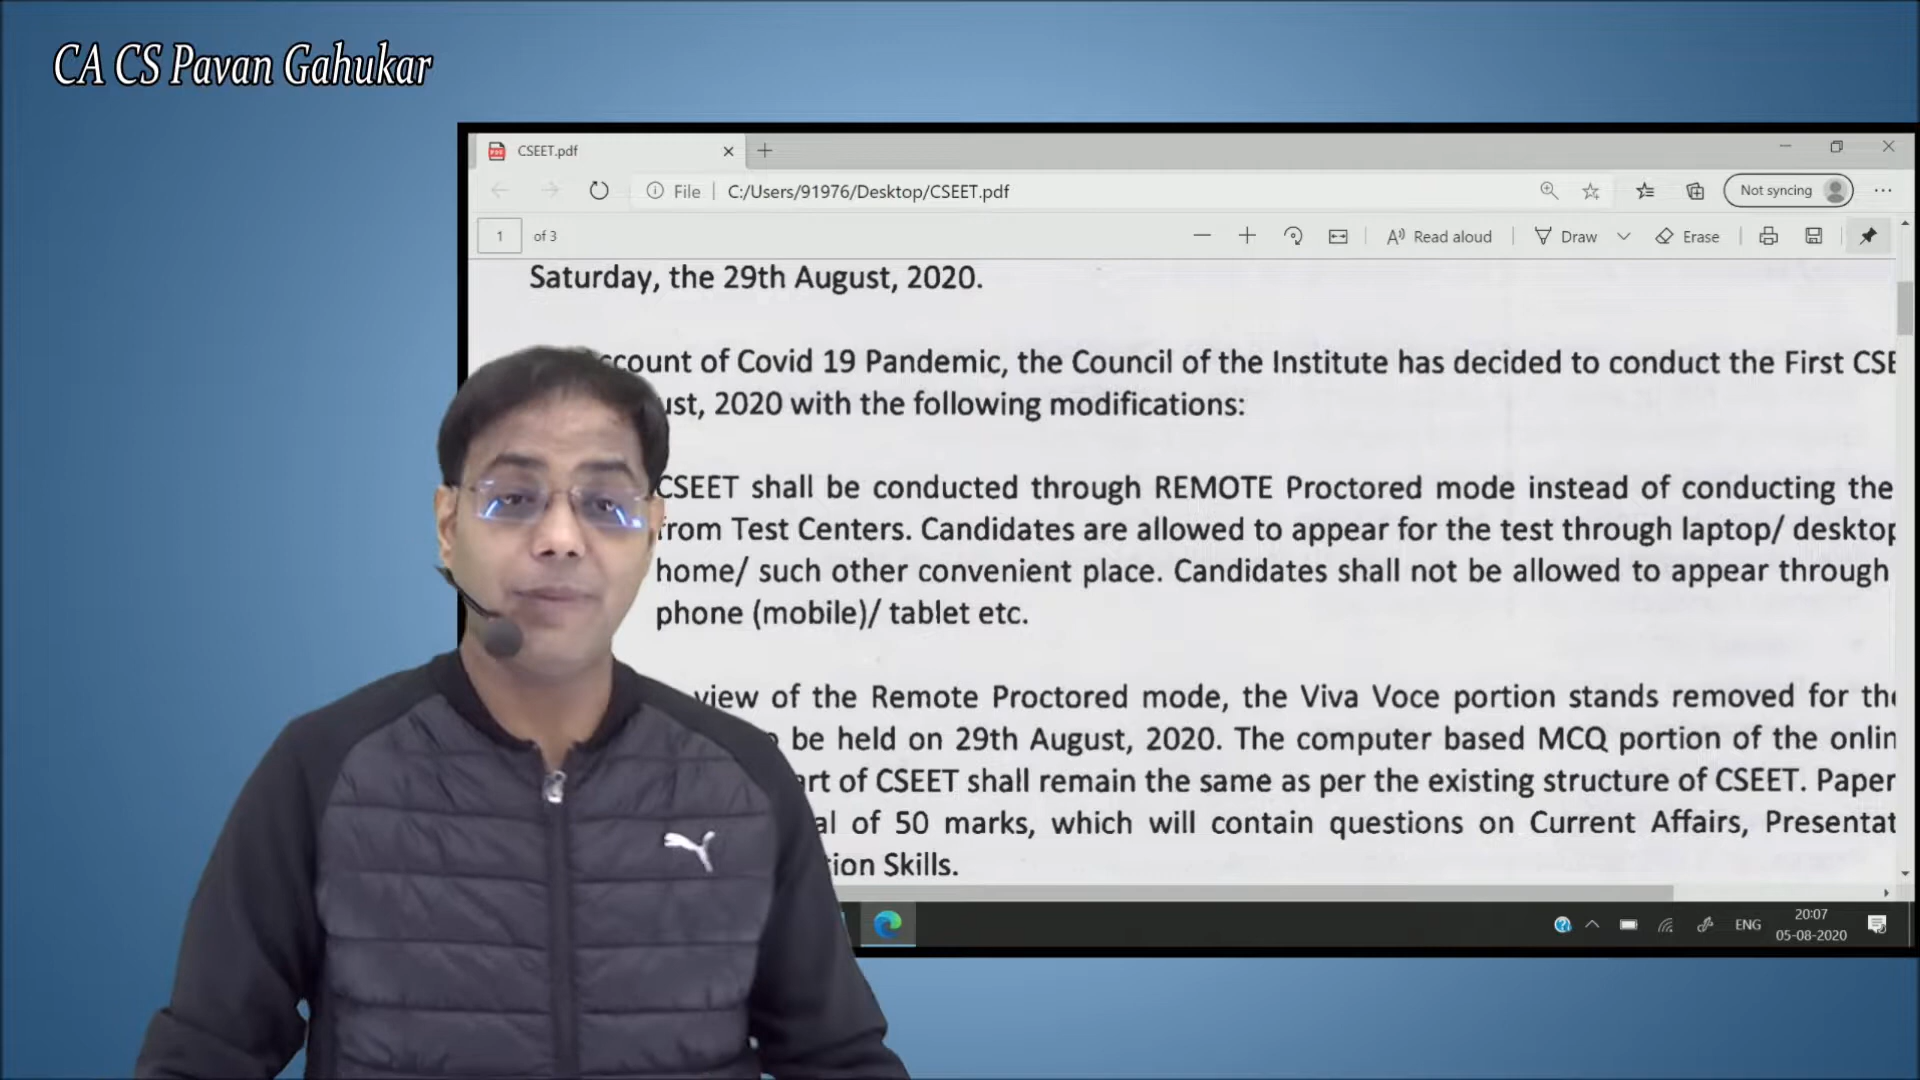 CA CS Pavan Gahukar
CSEET.pdf
File
C:/Users/91976/Desktop/CSEET.pdf
Not syncing
1 of 3
Read aloud
Draw
Erase
Saturday, the 29th August, 2020.
count of Covid 19 Pandemic, the Council of the Institute has decided to conduct the First CSE
ust, 2020 with the following modifications:
CSEET shall be conducted through REMOTE Proctored mode instead of conducting the
from Test Centers. Candidates are allowed to appear for the test through laptop/ desktop
home/ such other convenient place. Candidates shall not be allowed to appear through
phone (mobile)/ tablet etc.
view of the Remote Proctored mode, the Viva Voce portion stands removed for the
be held on 29th August, 2020. The computer based MCQ portion of the onlin
art of CSEET shall remain the same as per the existing structure of CSEET. Paper
al of 50 marks, which will contain questions on Current Affairs, Presentat
ion Skills.
ENG
20:07
05-08-2020